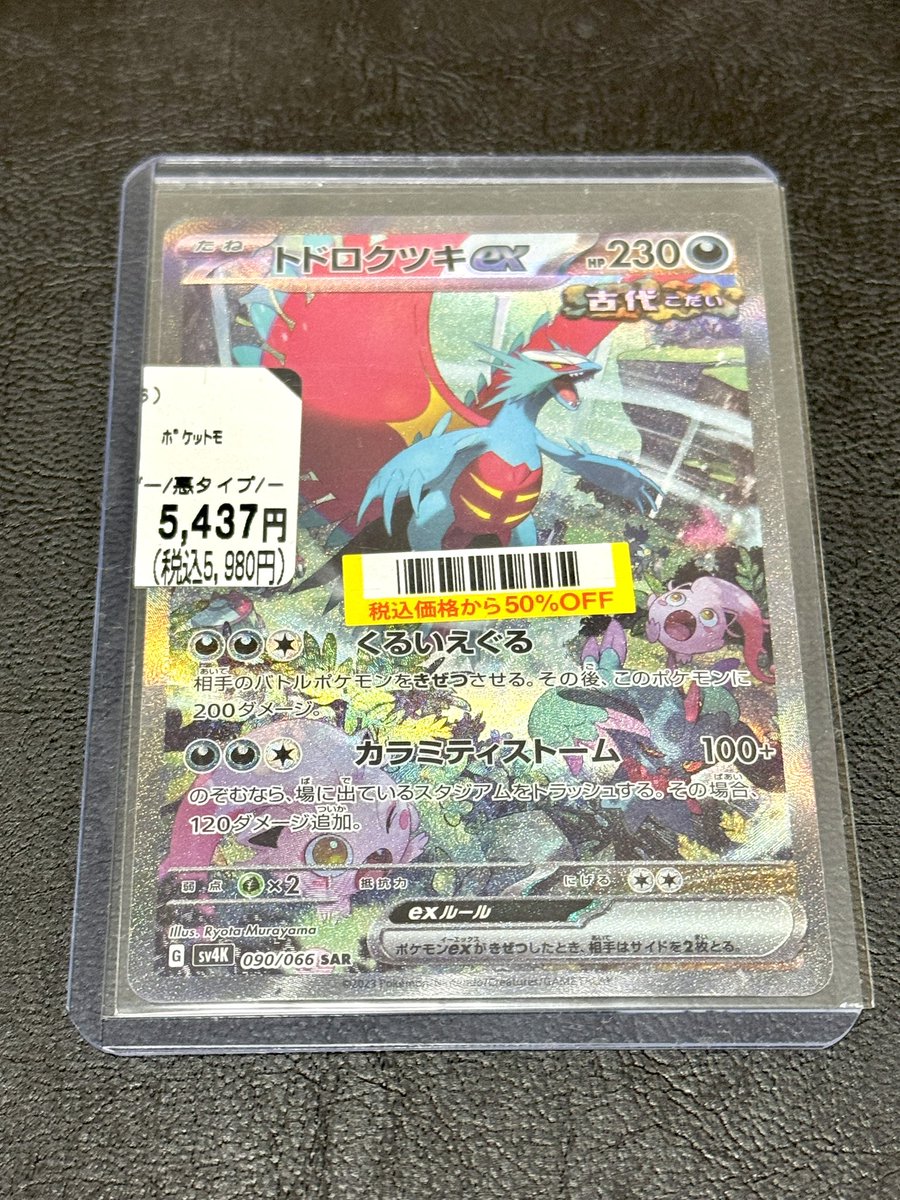 たね トドロクツキex HP 230
古代 こだい
ポケットモ
ー/悪タイプ/ー
5,437円
(税込5,980円)
税込価格から50%OFF
くるいえぐる
相手のバトルポケモンをきぜつさせる。その後、このポケモンに
200ダメージ。
カラミティストーム 100+
のぞむなら、場に出ているスタジアムをトラッシュする。その場合、
120ダメージ追加。
弱点 ×2 抵抗力 にげる
Illus. Ryota Murayama
exルール
ポケモンexがきぜつしたとき、相手はサイドを2枚とる。
G SV4K 090/066 SAR
©2023 Pokémon/Nintendo/Creatures/GAME FREAK